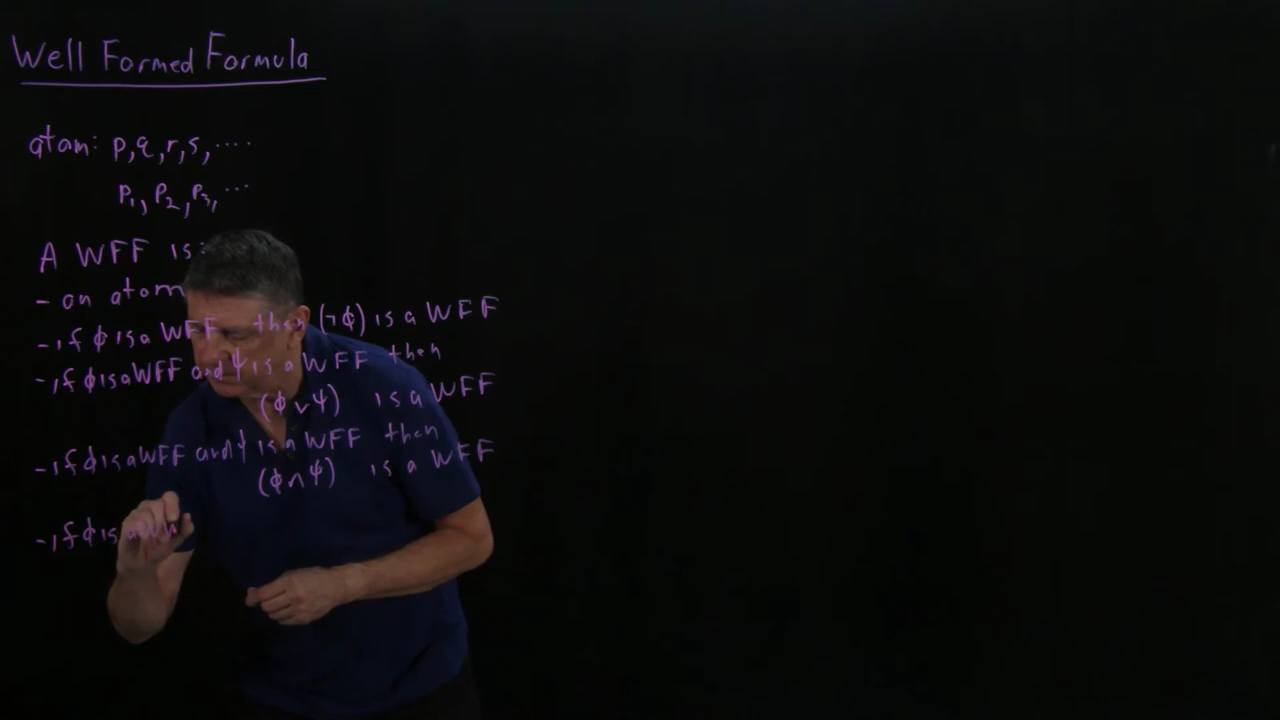 Well Formed Formula
atom: p,q,r,s,....
p₁,p₂,p₃,...
A WFF is:
- an atom
- if φ is a WFF then (¬φ) is a WFF
- if φ is a WFF and ψ is a WFF then
(φ∨ψ) is a WFF
- if φ is a WFF and ψ is a WFF then
(φ∧ψ) is a WFF
- if φ is a